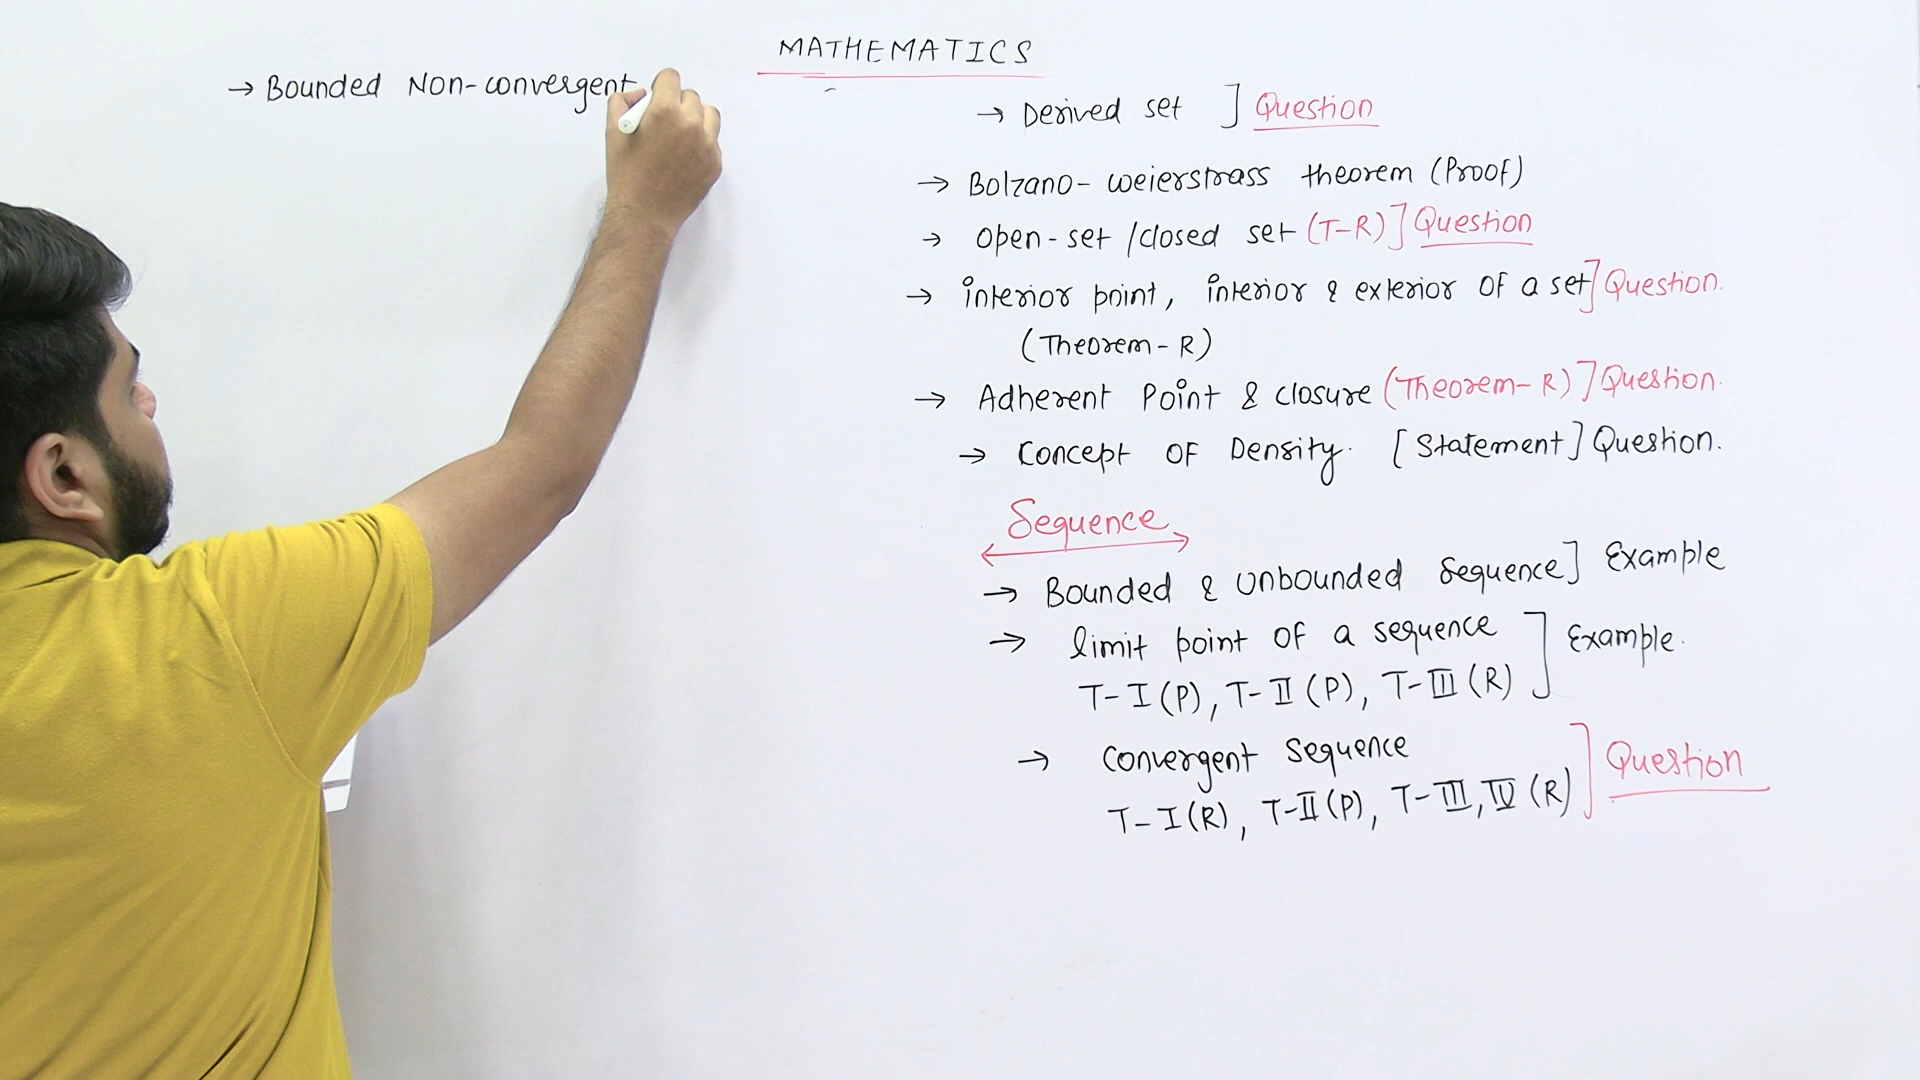 MATHEMATICS
→ Bounded Non-convergent
→ Derived set ] Question
→ Bolzano-weierstrass theorem (Proof)
→ open-set /closed set (T-R)] Question
→ interior point, interior & exterior of a set] Question.
(Theorem-R)
→ Adherent Point & closure (Theorem-R)] Question.
→ Concept of Density. [Statement] Question.
Sequence
→ Bounded & unbounded sequence] Example
→ limit point of a sequence
T-I(P), T-II(P), T-III(R) ] Example.
→ convergent sequence
T-I(R), T-II(P), T-III, IV(R) ] Question